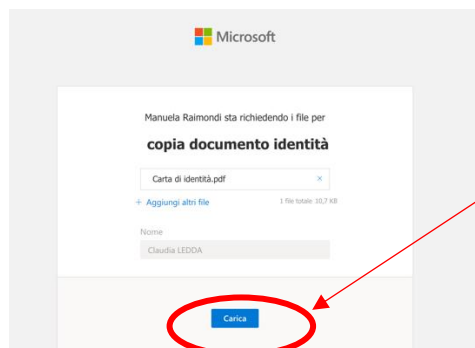 Microsoft
Manuela Raimondi sta richiedendo i file per
copia documento identità
Carta di identità.pdf ×
+ Aggiungi altri file 1 file totale 10,7 KB
Nome
Claudia LEDDA
Carica